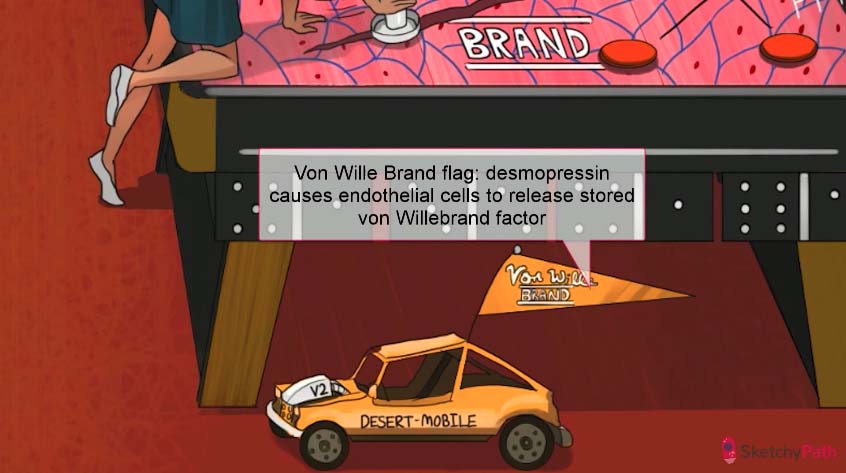 BRAND
Von Wille Brand flag: desmopressin
causes endothelial cells to release stored
von Willebrand factor
Von Wille
BRAND
V2
DESERT-MOBILE
SketchyPath